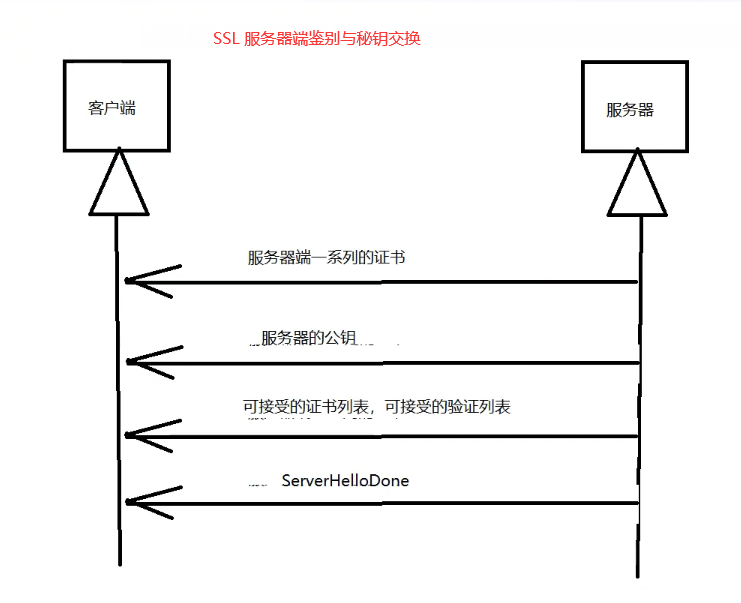 SSL 服务器端鉴别与秘钥交换
客户端
服务器
服务器端一系列的证书
服务器的公钥
可接受的证书列表，可接受的验证列表
ServerHelloDone